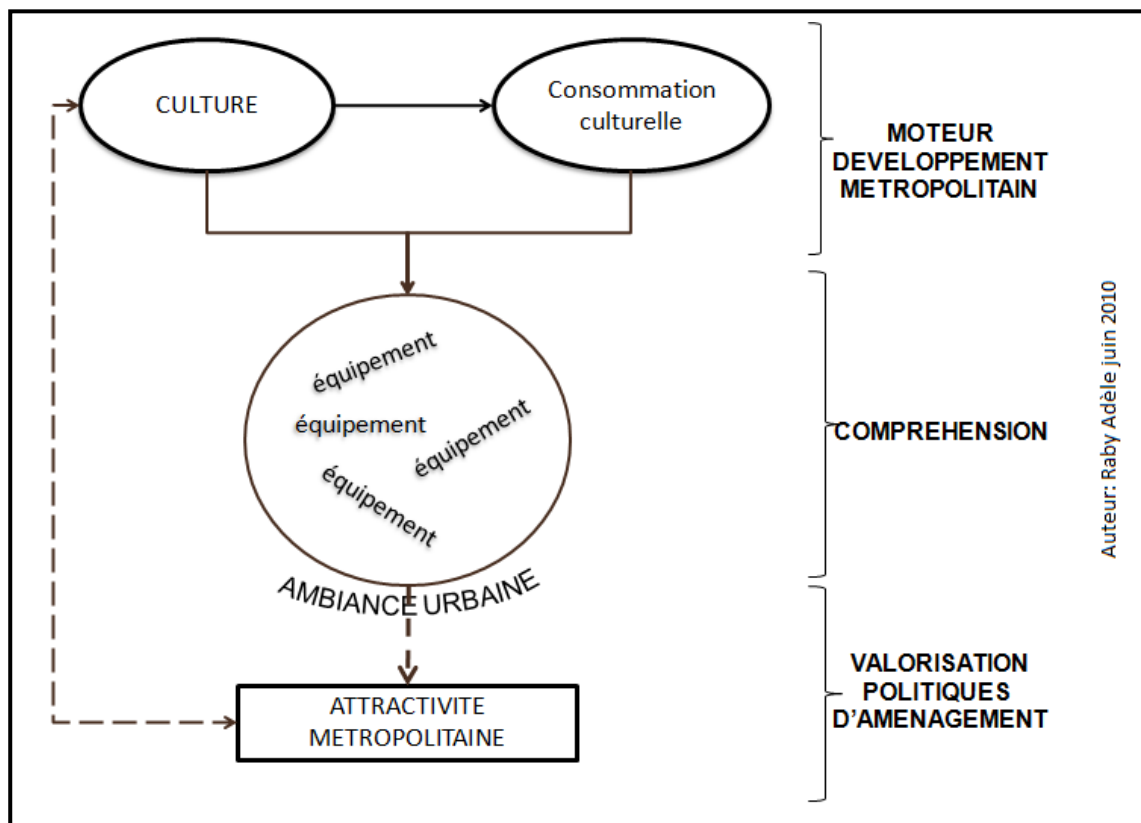 CULTURE
Consommation
culturelle
MOTEUR
DEVELOPPEMENT
METROPOLITAIN
équipement
équipement
équipement
équipement
AMBIANCE URBAINE
COMPREHENSION
ATTRACTIVITE
METROPOLITAINE
VALORISATION
POLITIQUES
D'AMENAGEMENT
Auteur: Raby Adèle juin 2010